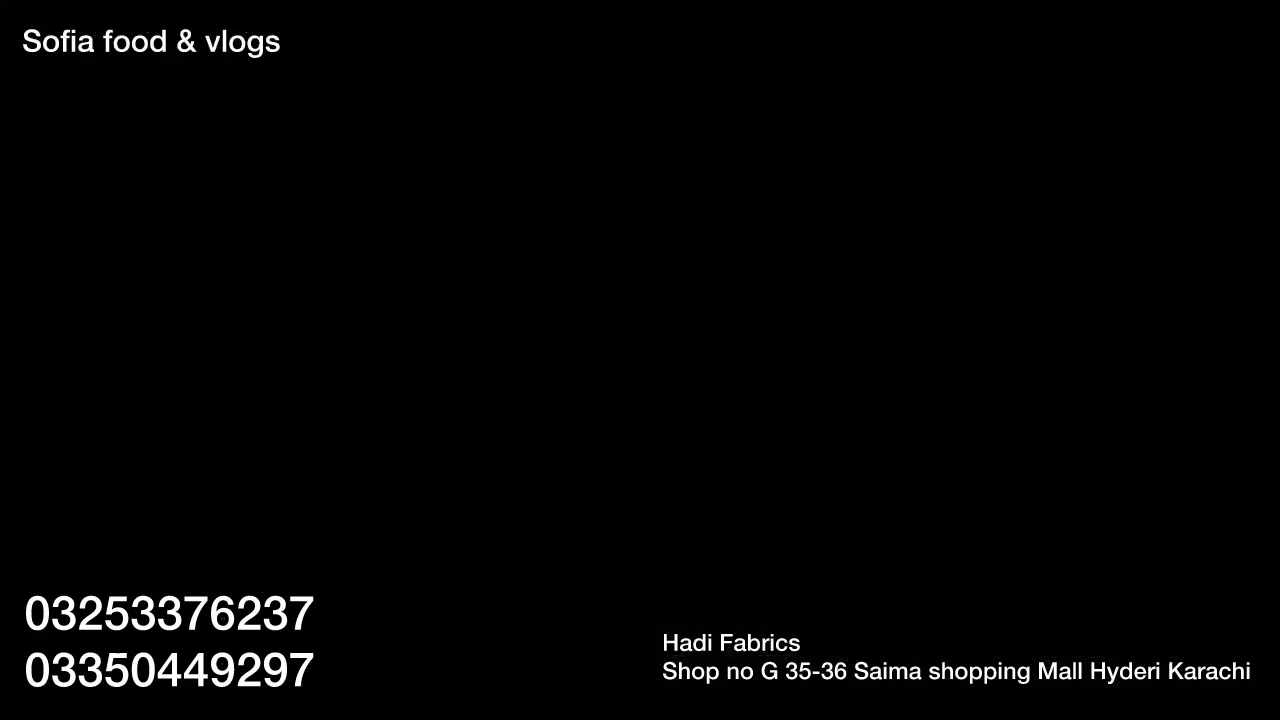 Sofia food & vlogs
03253376237
03350449297
Hadi Fabrics
Shop no G 35-36 Saima shopping Mall Hyderi Karachi